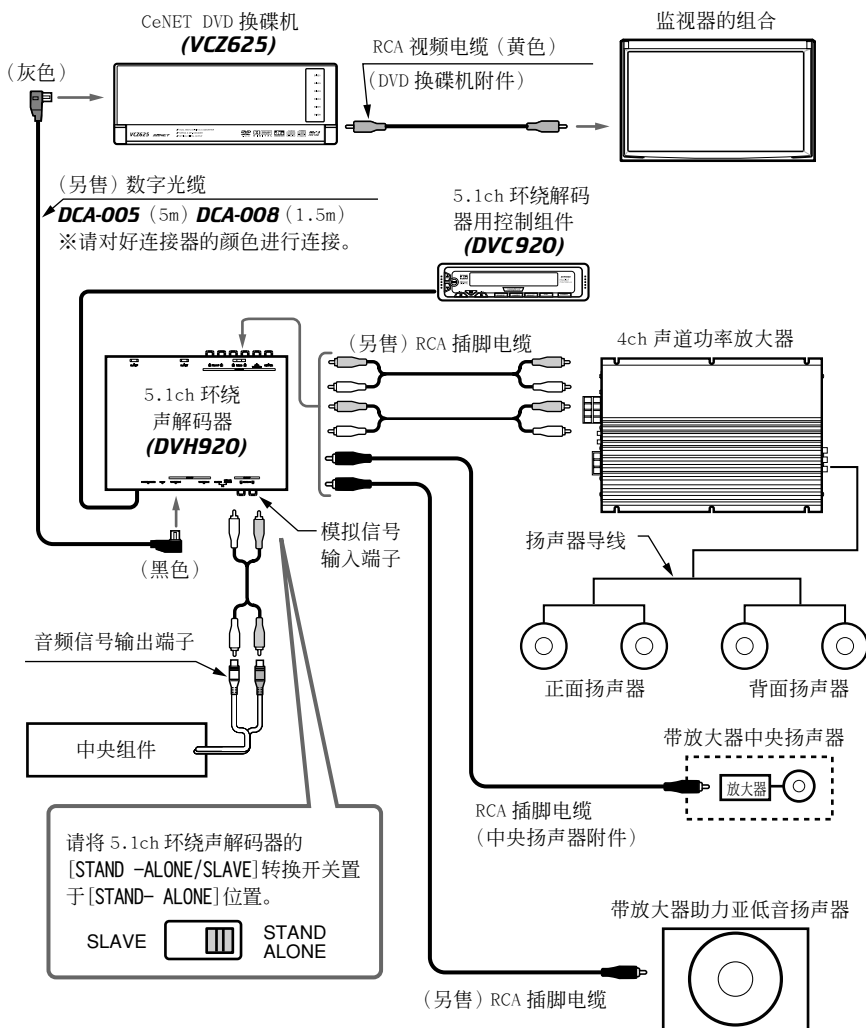 CeNET DVD 换碟机
(VCZ625)
RCA 视频电缆（黄色）
(DVD 换碟机附件）
监视器的组合
（灰色）
VCZ625
（另售）数字光缆
DCA-005（5m）DCA-008（1.5m）
※请对好连接器的颜色进行连接。
5.1ch 环绕解码
器用控制组件
(DVC920)
（另售）RCA 插脚电缆
4ch 声道功率放大器
5.1ch 环绕
声解码器
(DVH920)
模拟信号
输入端子
（黑色）
扬声器导线
音频信号输出端子
正面扬声器
背面扬声器
中央组件
带放大器中央扬声器
放大器
RCA 插脚电缆
（中央扬声器附件）
请将 5.1ch 环绕声解码器的
[STAND -ALONE/SLAVE]转换开关置
于[STAND- ALONE]位置。
SLAVE
STAND
ALONE
带放大器助力亚低音扬声器
（另售）RCA 插脚电缆